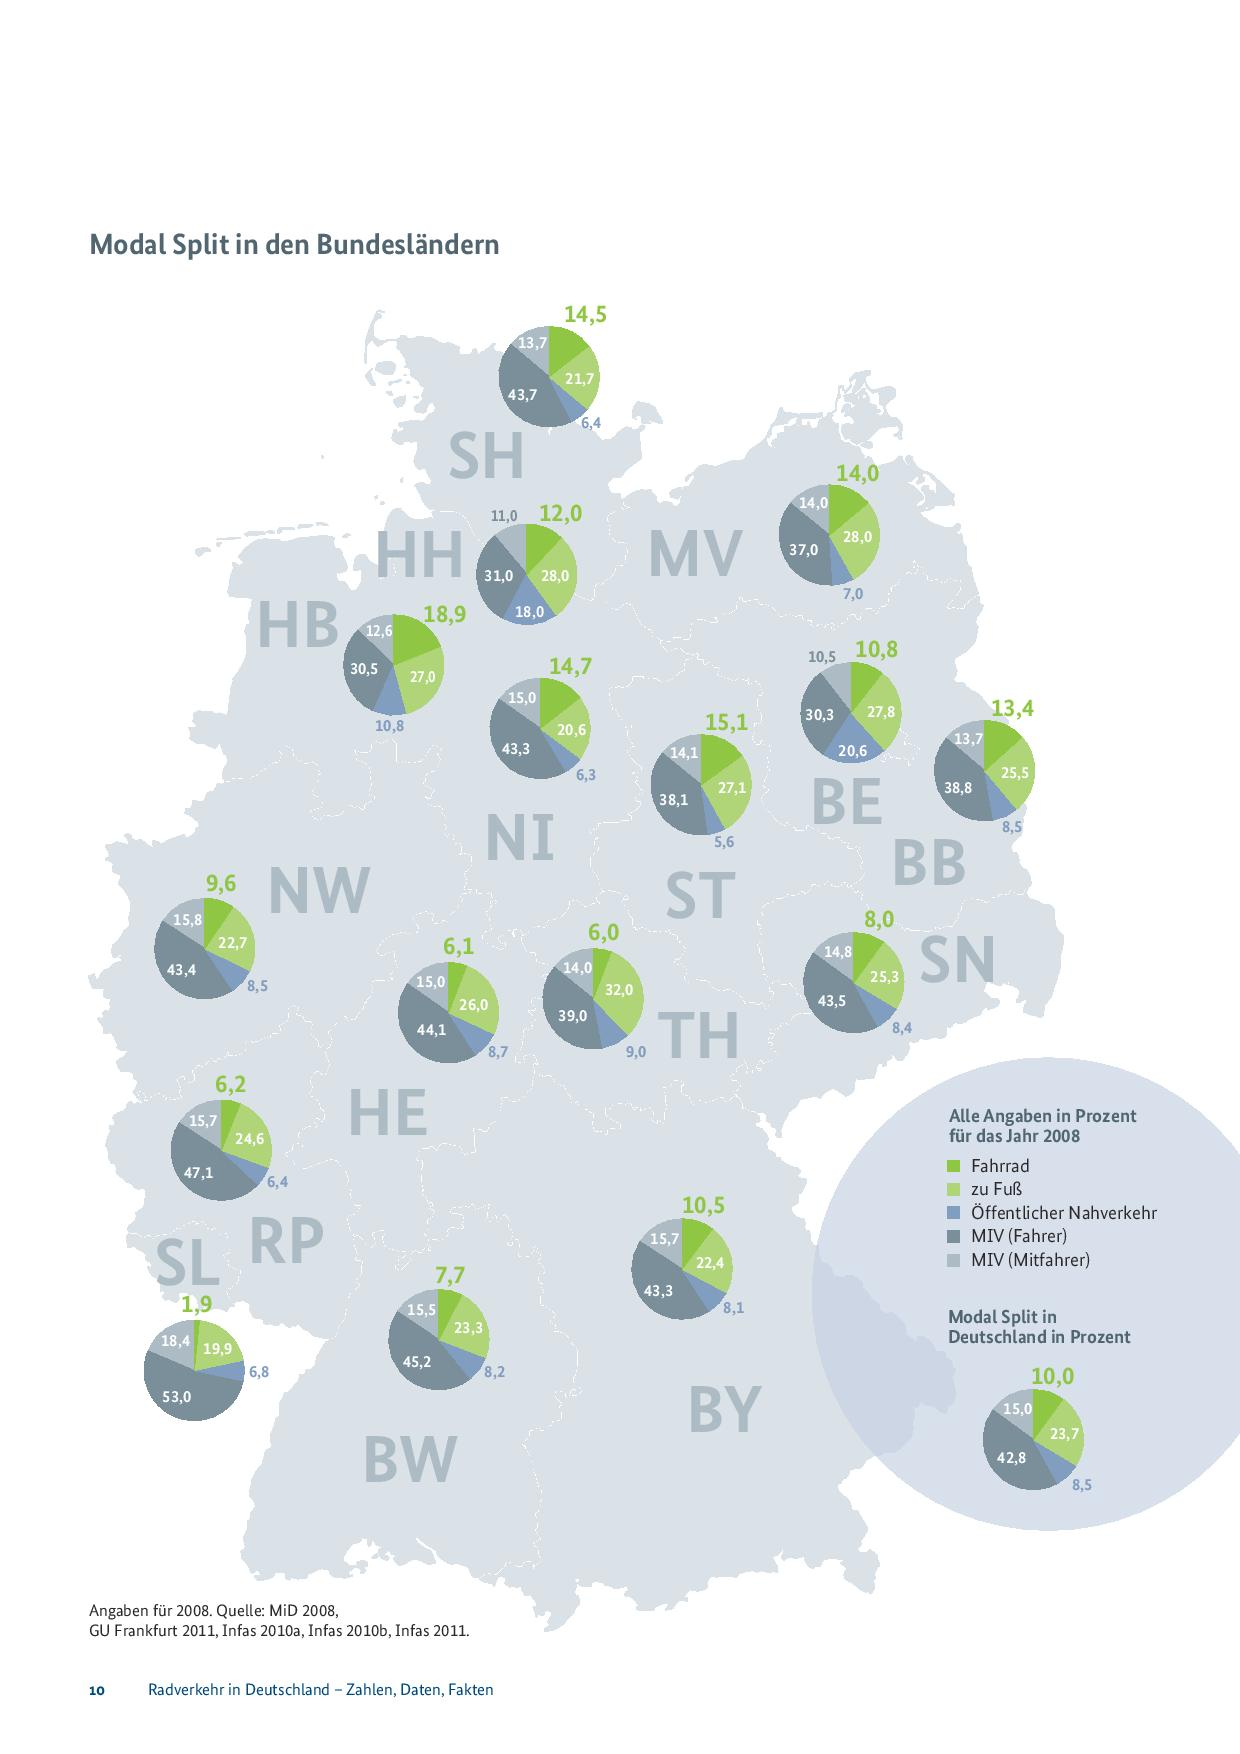 Modal Split in den Bundesländern
14,5
13,7
21,7
43,7
6,4
SH
14,0
14,0
28,0
37,0
7,0
MV
11,0
12,0
31,0
28,0
18,0
HH
HB
18,9
12,6
30,5
27,0
10,8
14,7
15,0
20,6
43,3
6,3
NI
15,1
14,1
27,1
38,1
5,6
ST
10,5
10,8
30,3
27,8
20,6
BE
13,4
13,7
25,5
38,8
8,5
BB
9,6
15,8
22,7
43,4
8,5
NW
6,1
15,0
26,0
44,1
8,7
HE
6,0
14,0
32,0
39,0
9,0
TH
8,0
14,8
25,3
43,5
8,4
SN
6,2
15,7
24,6
47,1
6,4
RP
SL
1,9
18,4
19,9
53,0
6,8
7,7
15,5
23,3
45,2
8,2
BW
10,5
15,7
22,4
43,3
8,1
BY
Alle Angaben in Prozent
für das Jahr 2008
Fahrrad
zu Fuß
Öffentlicher Nahverkehr
MIV (Fahrer)
MIV (Mitfahrer)
Modal Split in
Deutschland in Prozent
10,0
15,0
23,7
42,8
8,5
Angaben für 2008. Quelle: MiD 2008,
GU Frankfurt 2011, Infas 2010a, Infas 2010b, Infas 2011.
10 Radverkehr in Deutschland – Zahlen, Daten, Fakten